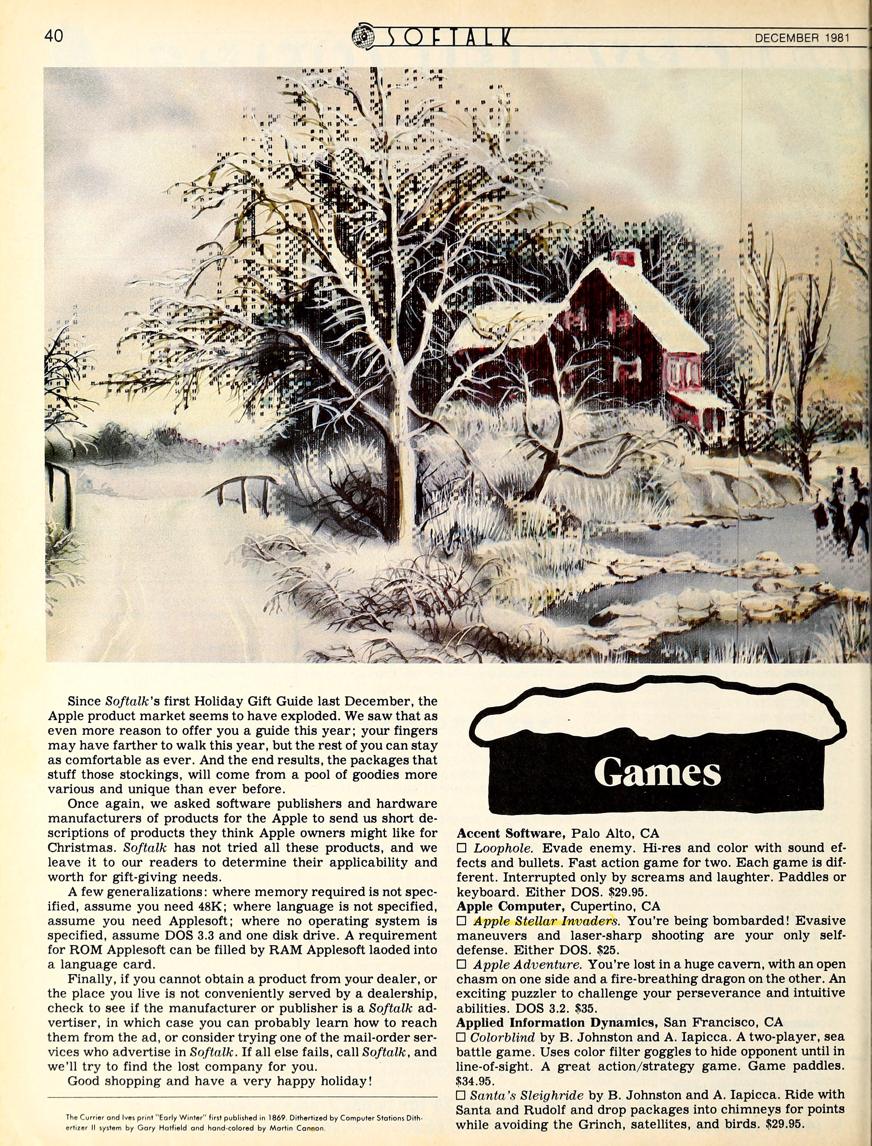 40
SOFTALK
DECEMBER 1981
Since Softalk's first Holiday Gift Guide last December, the
Apple product market seems to have exploded. We saw that as
even more reason to offer you a guide this year; your fingers
may have farther to walk this year, but the rest of you can stay
as comfortable as ever. And the end results, the packages that
stuff those stockings, will come from a pool of goodies more
various and unique than ever before.
Once again, we asked software publishers and hardware
manufacturers of products for the Apple to send us short de-
scriptions of products they think Apple owners might like for
Christmas. Softalk has not tried all these products, and we
leave it to our readers to determine their applicability and
worth for gift-giving needs.
A few generalizations: where memory required is not spec-
ified, assume you need 48K; where language is not specified,
assume you need Applesoft; where no operating system is
specified, assume DOS 3.3 and one disk drive. A requirement
for ROM Applesoft can be filled by RAM Applesoft laoded into
a language card.
Finally, if you cannot obtain a product from your dealer, or
the place you live is not conveniently served by a dealership,
check to see if the manufacturer or publisher is a Softalk ad-
vertiser, in which case you can probably learn how to reach
them from the ad, or consider trying one of the mail-order ser-
vices who advertise in Softalk. If all else fails, call Softalk, and
we'll try to find the lost company for you.
Good shopping and have a very happy holiday!
The Currier and Ives print "Early Winter" first published in 1869. Dithertized by Computer Stations Dith-
ertizer II system by Gary Hatfield and hand-colored by Martin Cannon.
Games
Accent Software, Palo Alto, CA
□ Loophole. Evade enemy. Hi-res and color with sound ef-
fects and bullets. Fast action game for two. Each game is dif-
ferent. Interrupted only by screams and laughter. Paddles or
keyboard. Either DOS. $29.95.
Apple Computer, Cupertino, CA
□ Apple Stellar Invaders. You're being bombarded! Evasive
maneuvers and laser-sharp shooting are your only self-
defense. Either DOS. $25.
□ Apple Adventure. You're lost in a huge cavern, with an open
chasm on one side and a fire-breathing dragon on the other. An
exciting puzzler to challenge your perseverance and intuitive
abilities. DOS 3.2. $35.
Applied Information Dynamics, San Francisco, CA
□ Colorblind by B. Johnston and A. Iapicca. A two-player, sea
battle game. Uses color filter goggles to hide opponent until in
line-of-sight. A great action/strategy game. Game paddles.
$34.95.
□ Santa's Sleighride by B. Johnston and A. Iapicca. Ride with
Santa and Rudolf and drop packages into chimneys for points
while avoiding the Grinch, satellites, and birds. $29.95.